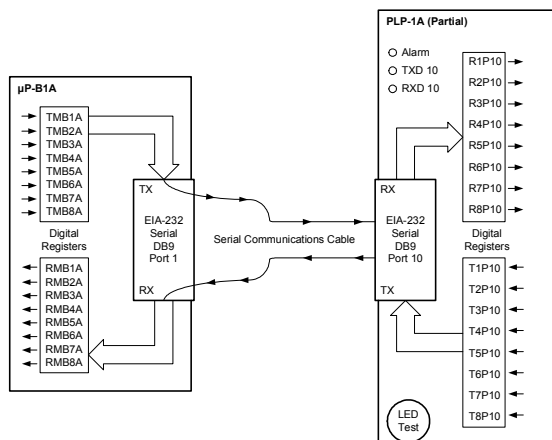 PLP-1A (Partial)
Alarm
TXD 10
RXD 10
R1P10
R2P10
R3P10
R4P10
R5P10
R6P10
R7P10
R8P10
µP-B1A
TMB1A
TMB2A
TMB3A
TMB4A
TMB5A
TMB6A
TMB7A
TMB8A
Digital
Registers
RMB1A
RMB2A
RMB3A
RMB4A
RMB5A
RMB6A
RMB7A
RMB8A
TX
EIA-232
Serial
DB9
Port 1
RX
Serial Communications Cable
RX
EIA-232
Serial
DB9
Port 10
TX
Digital
Registers
T1P10
T2P10
T3P10
T4P10
T5P10
T6P10
T7P10
T8P10
LED
Test